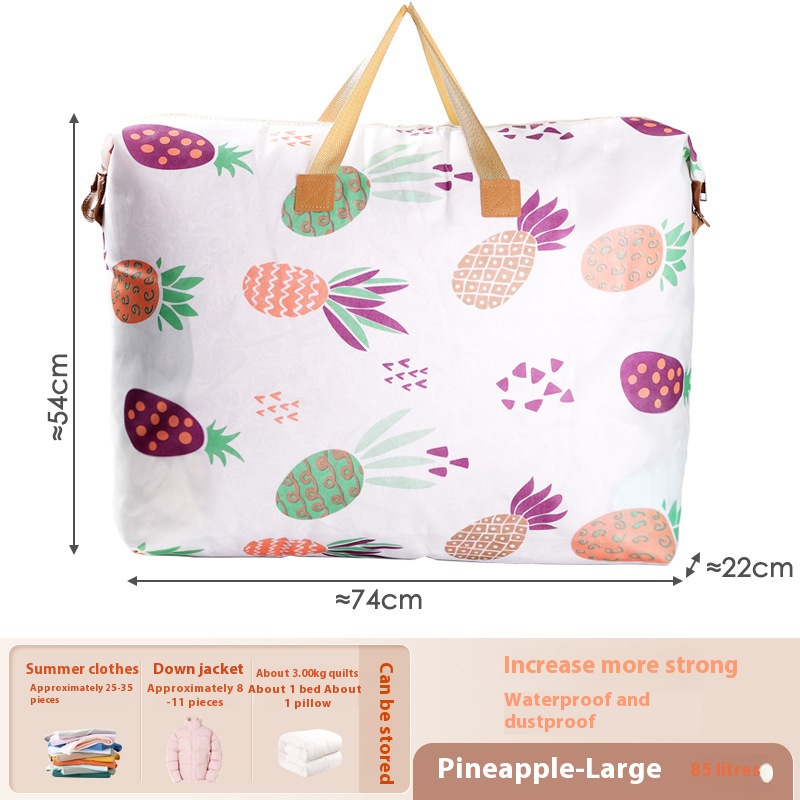 ≈54cm
≈22cm
≈74cm
Summer clothes
Approximately 25-35
pieces
Down jacket
Approximately 8
-11 pieces
About 3.00kg quilts
About 1 bed About
1 pillow
Can be stored
Increase more strong
Waterproof and
dustproof
Pineapple-Large
85 litres